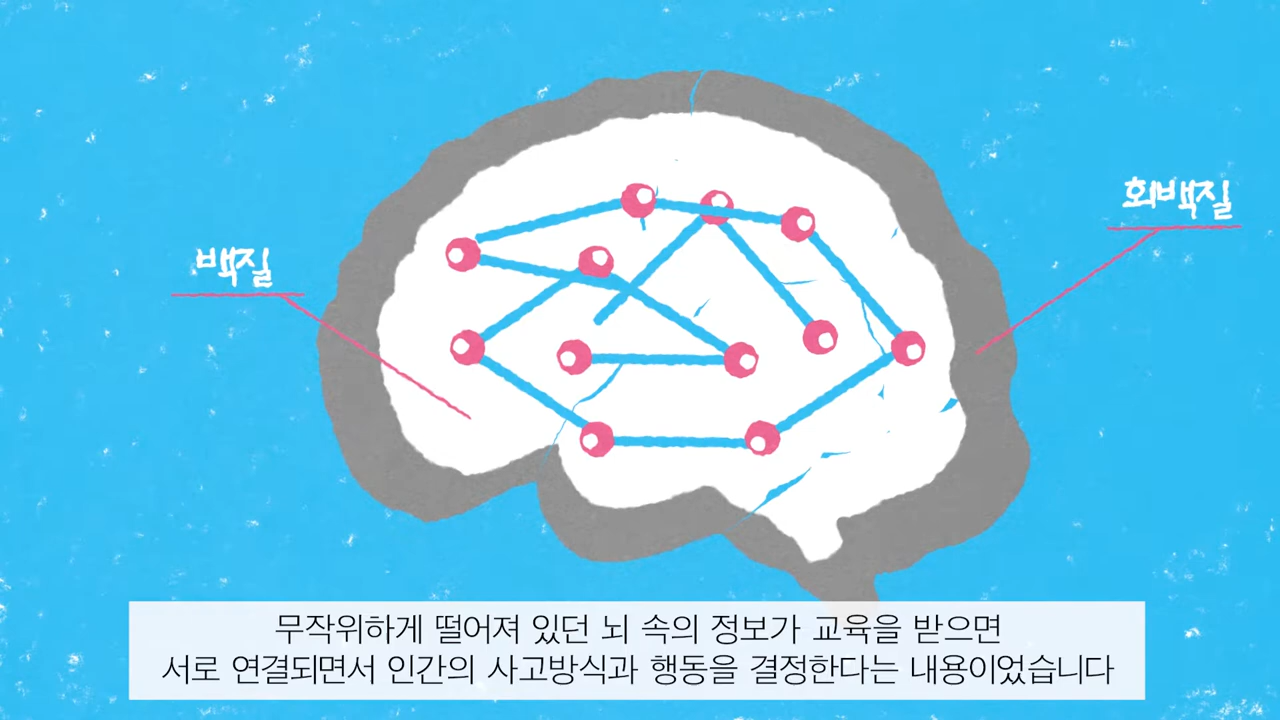 회백질
백질
무작위하게 떨어져 있던 뇌 속의 정보가 교육을 받으면
서로 연결되면서 인간의 사고방식과 행동을 결정한다는 내용이었습니다